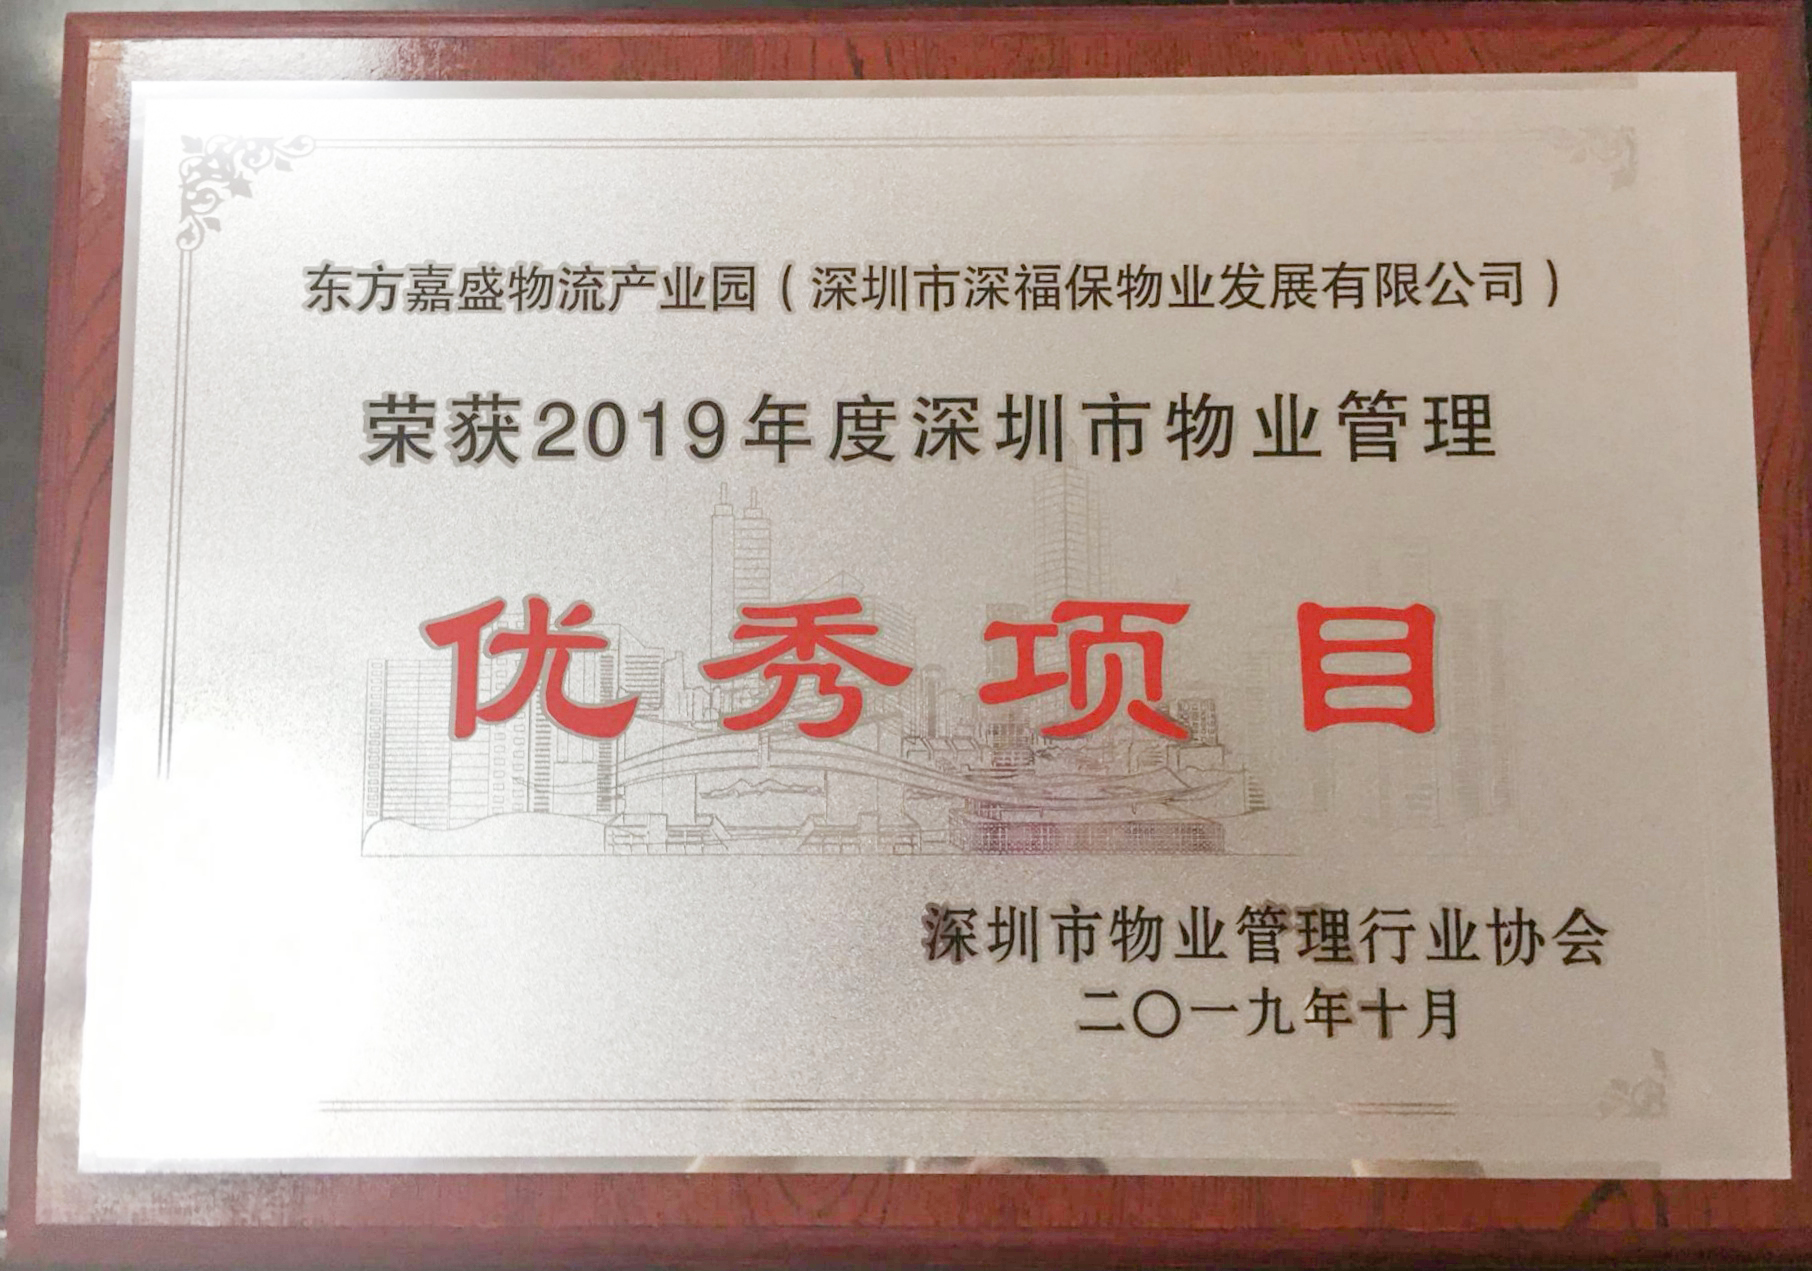 东方嘉盛物流产业园（深圳市深福保物业发展有限公司）
荣获2019年度深圳市物业管理
优秀项目
深圳市物业管理行业协会
二〇一九年十月